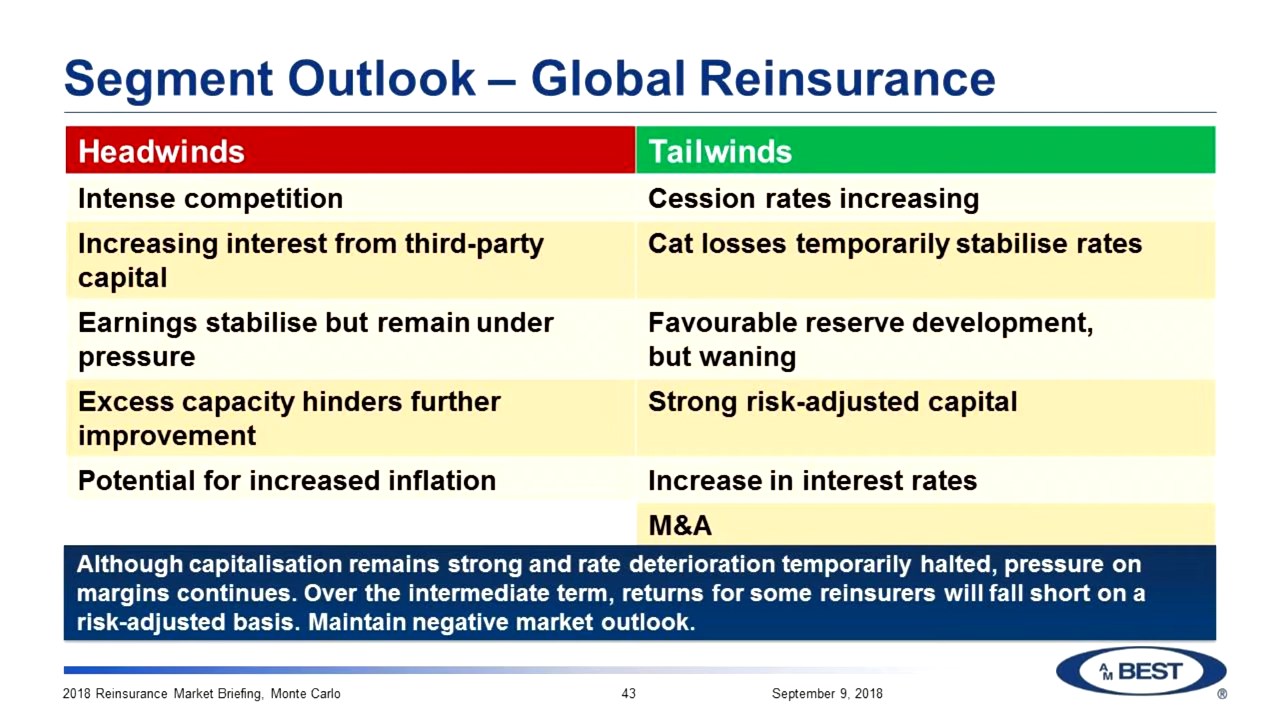 Segment Outlook – Global Reinsurance
Headwinds
Tailwinds
Intense competition
Cession rates increasing
Increasing interest from third-party
capital
Cat losses temporarily stabilise rates
Earnings stabilise but remain under
pressure
Favourable reserve development,
but waning
Excess capacity hinders further
improvement
Strong risk-adjusted capital
Potential for increased inflation
Increase in interest rates
M&A
Although capitalisation remains strong and rate deterioration temporarily halted, pressure on
margins continues. Over the intermediate term, returns for some reinsurers will fall short on a
risk-adjusted basis. Maintain negative market outlook.
AM BEST ®
2018 Reinsurance Market Briefing, Monte Carlo
43
September 9, 2018